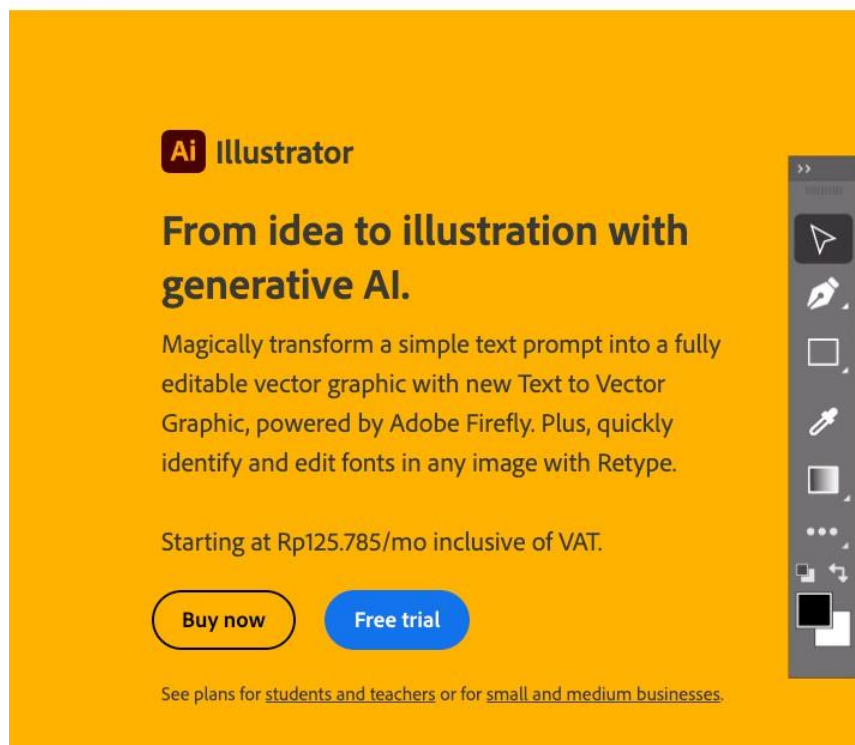 Ai Illustrator
From idea to illustration with
generative AI.
Magically transform a simple text prompt into a fully
editable vector graphic with new Text to Vector
Graphic, powered by Adobe Firefly. Plus, quickly
identify and edit fonts in any image with Retype.
Starting at Rp125.785/mo inclusive of VAT.
Buy now Free trial
See plans for students and teachers or for small and medium businesses.